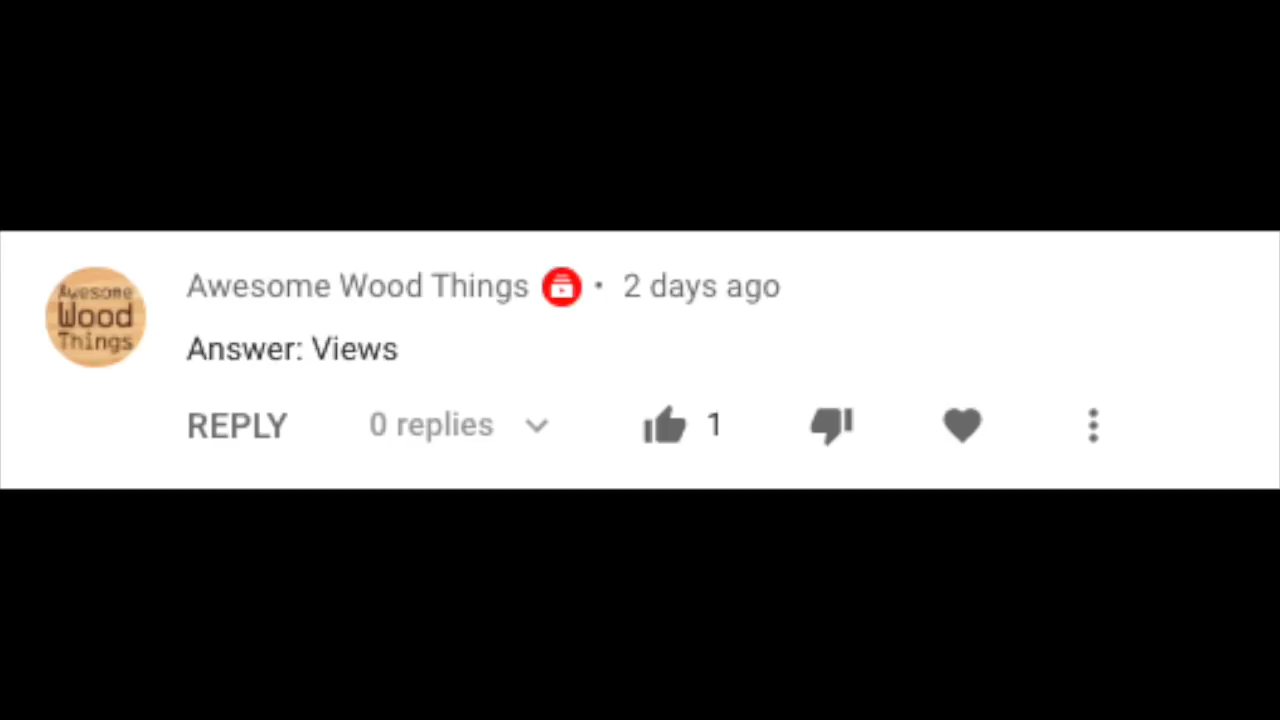 Awesome
Wood
Things
Awesome Wood Things • 2 days ago
Answer: Views
REPLY 0 replies 1